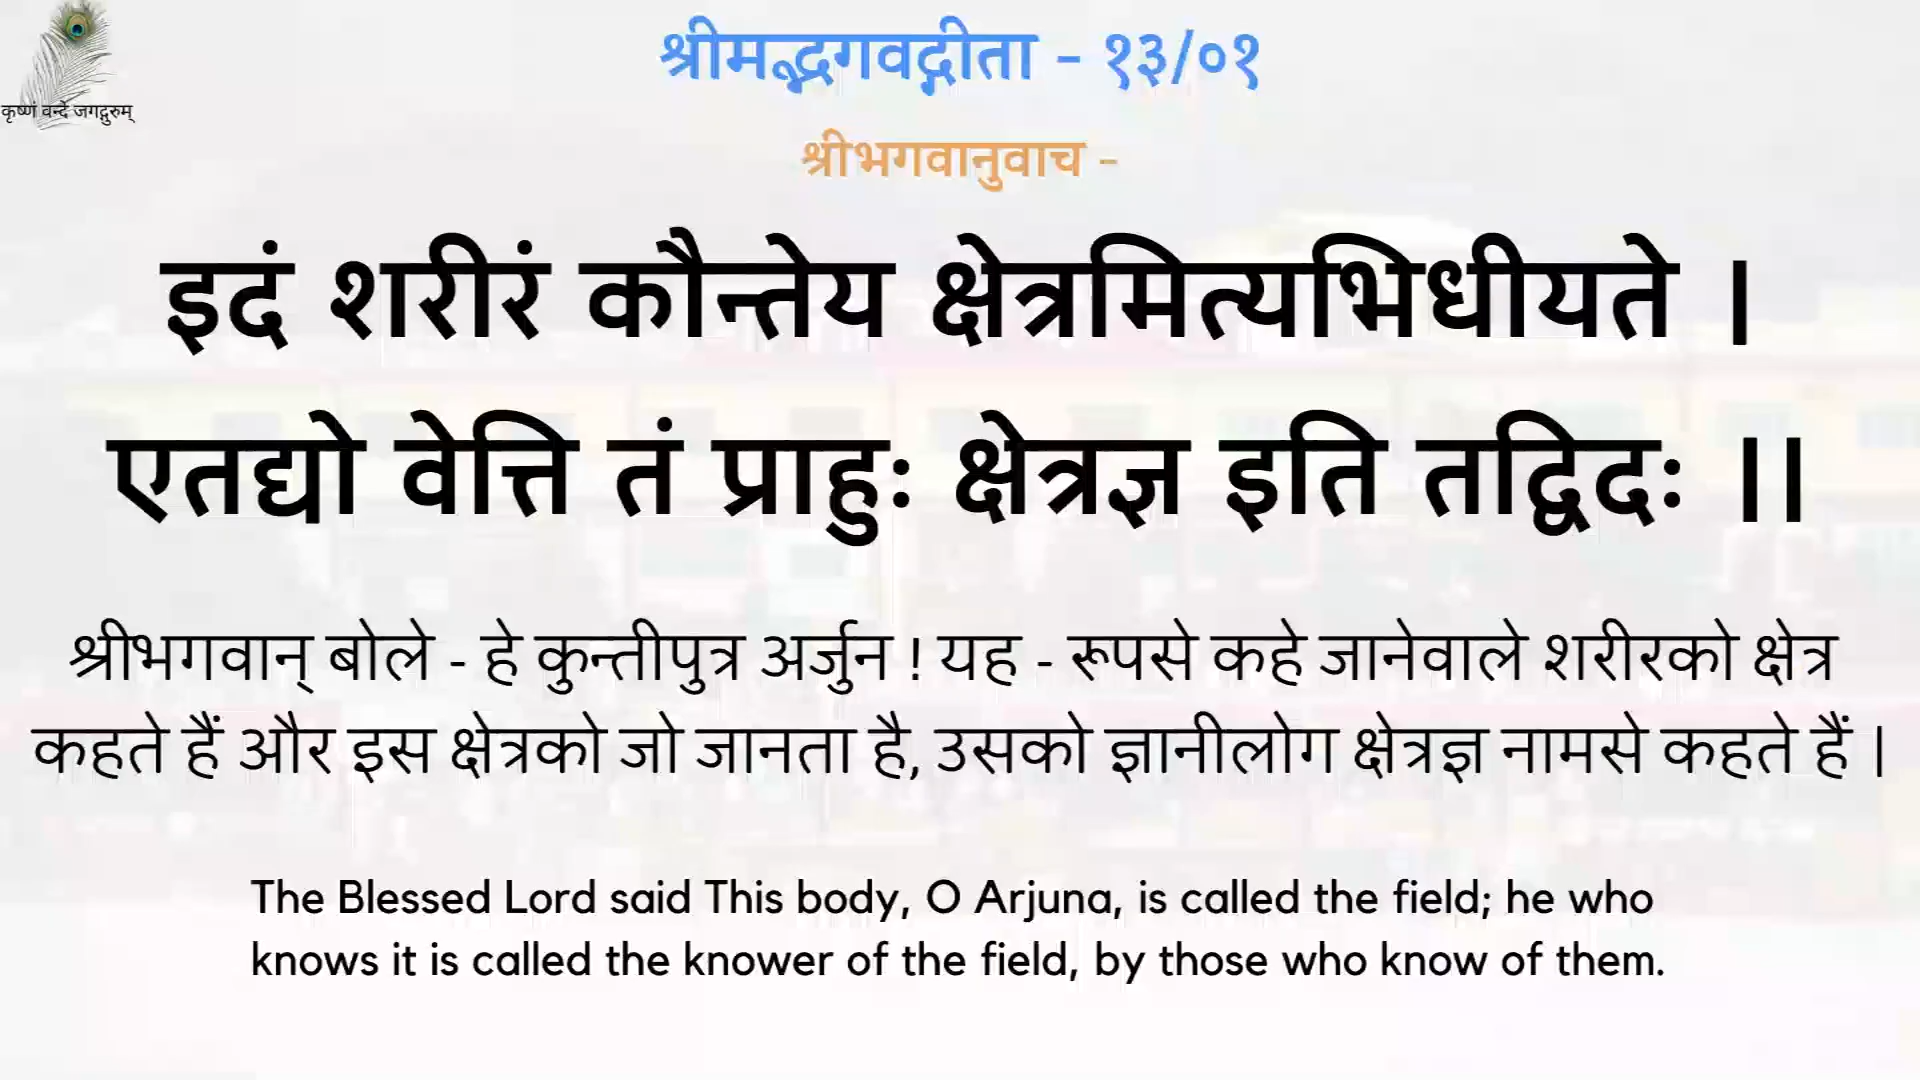 श्रीमद्भगवद्गीता - १३/०१
कृष्णं वन्दे जगद्गुरुम्
श्रीभगवानुवाच -
इदं शरीरं कौन्तेय क्षेत्रमित्यभिधीयते ।
एतद्यो वेत्ति तं प्राहुः क्षेत्रज्ञ इति तद्विदः ।।
श्रीभगवान् बोले - हे कुन्तीपुत्र अर्जुन ! यह - रूपसे कहे जानेवाले शरीरको क्षेत्र
कहते हैं और इस क्षेत्रको जो जानता है, उसको ज्ञानीलोग क्षेत्रज्ञ नामसे कहते हैं |
The Blessed Lord said This body, O Arjuna, is called the field; he who
knows it is called the knower of the field, by those who know of them.